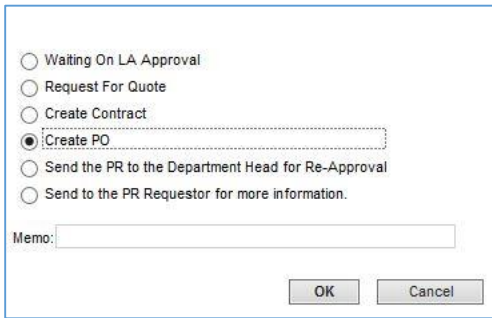 Waiting On LA Approval
Request For Quote
Create Contract
Create PO
Send the PR to the Department Head for Re-Approval
Send to the PR Requestor for more information.
Memo:
OK Cancel